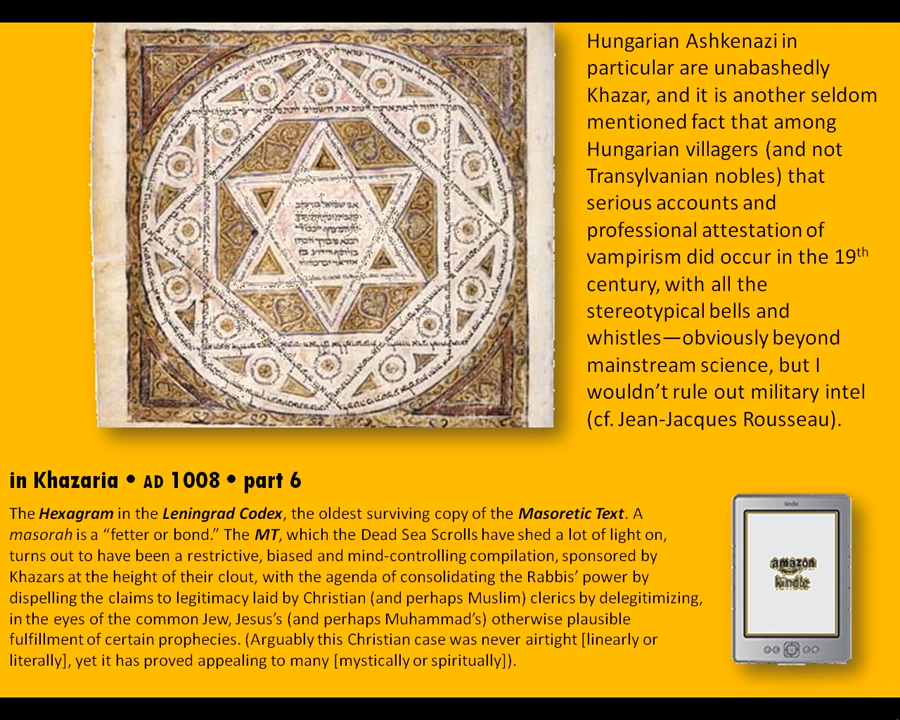 Hungarian Ashkenazi in
particular are unabashedly
Khazar, and it is another seldom
mentioned fact that among
Hungarian villagers (and not
Transylvanian nobles) that
serious accounts and
professional attestation of
vampirism did occur in the 19th
century, with all the
stereotypical bells and
whistles—obviously beyond
mainstream science, but I
wouldn’t rule out military intel
(cf. Jean-Jacques Rousseau).
in Khazaria • AD 1008 • part 6
The Hexagram in the Leningrad Codex, the oldest surviving copy of the Masoretic Text. A
masorah is a “fetter or bond.” The MT, which the Dead Sea Scrolls have shed a lot of light on,
turns out to have been a restrictive, biased and mind-controlling compilation, sponsored by
Khazars at the height of their clout, with the agenda of consolidating the Rabbis’ power by
dispelling the claims to legitimacy laid by Christian (and perhaps Muslim) clerics by delegitimizing,
in the eyes of the common Jew, Jesus’s (and perhaps Muhammad’s) otherwise plausible
fulfillment of certain prophecies. (Arguably this Christian case was never airtight [linearly or
literally], yet it has proved appealing to many [mystically or spiritually]).
kindle
amazon
kindle